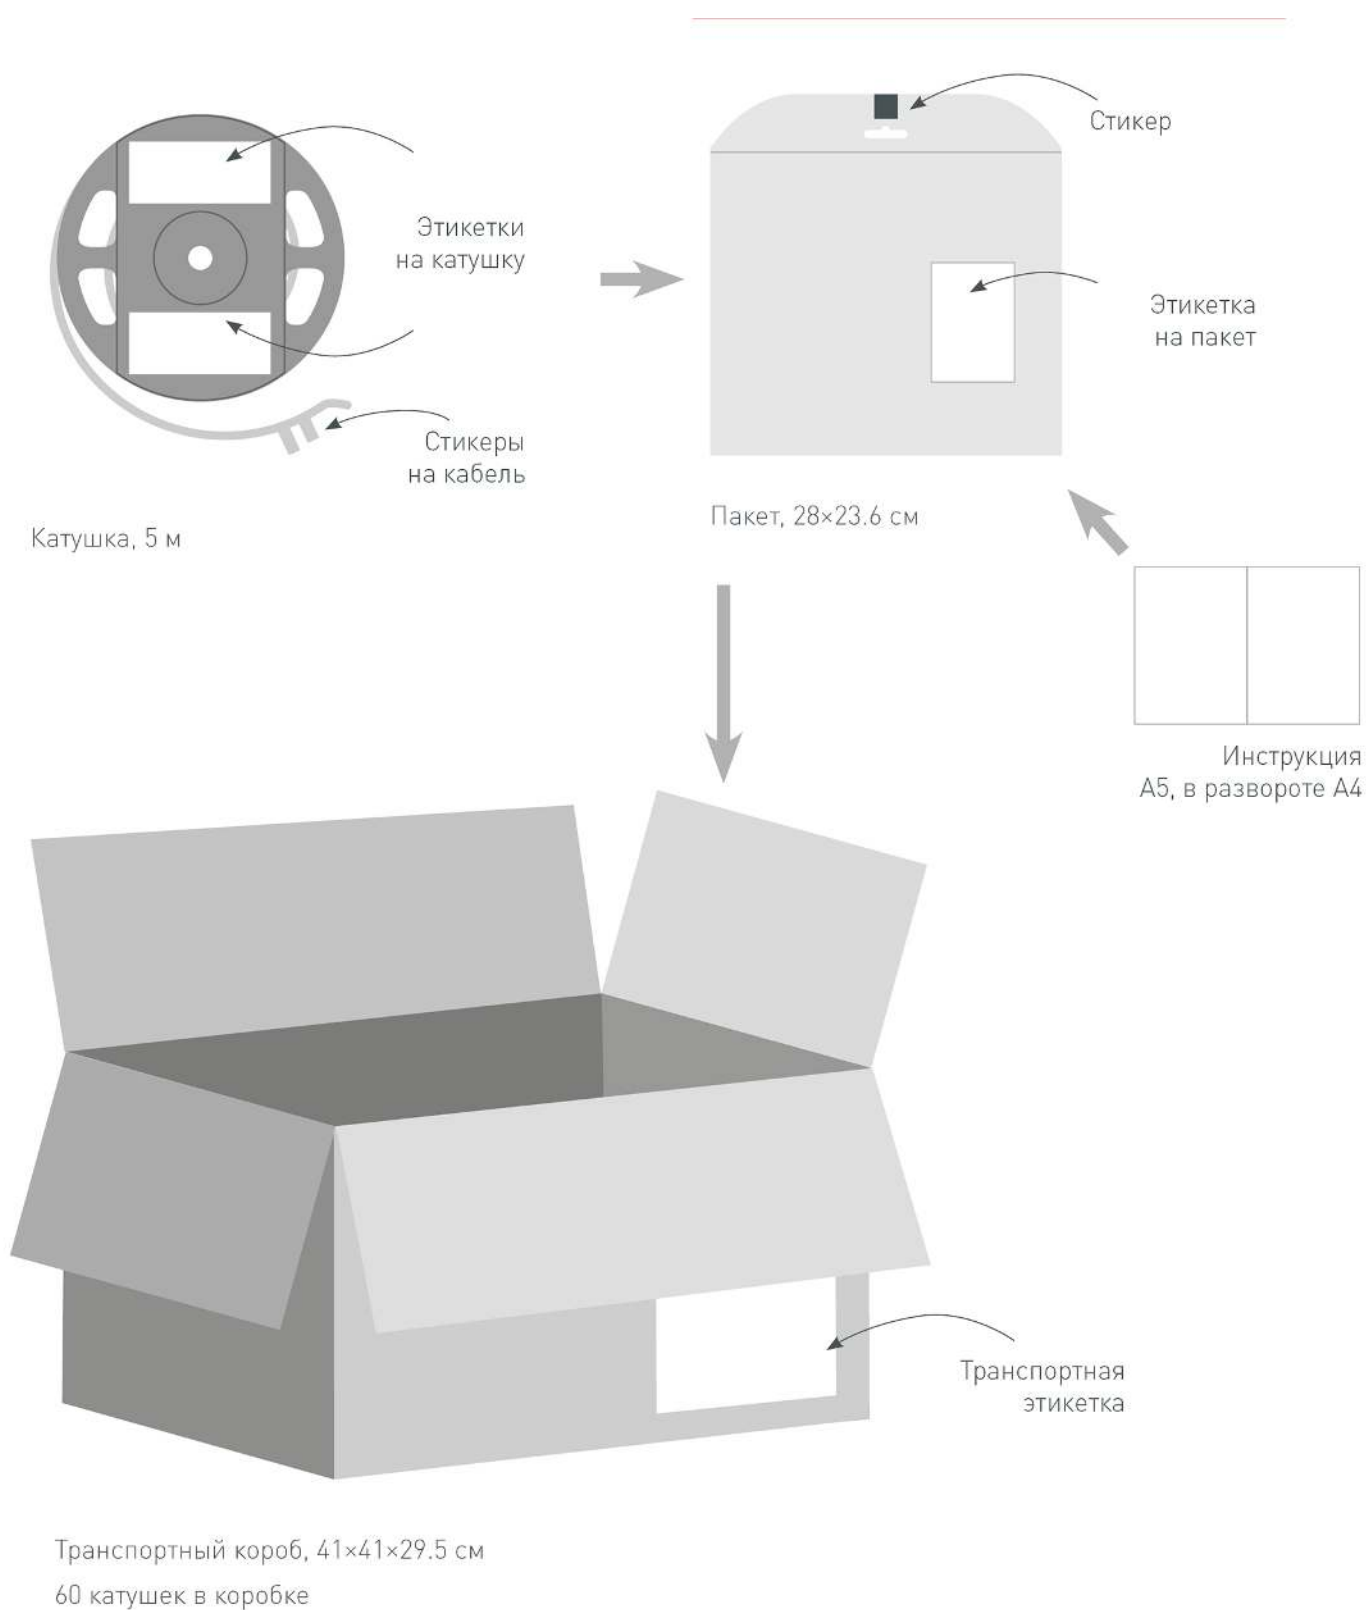 Стикер
Этикетки
на катушку
Этикетка
на пакет
Стикеры
на кабель
Катушка, 5 м
Пакет, 28×23.6 см
Инструкция
А5, в развороте А4
Транспортная
этикетка
Транспортный короб, 41×41×29.5 см
60 катушек в коробке